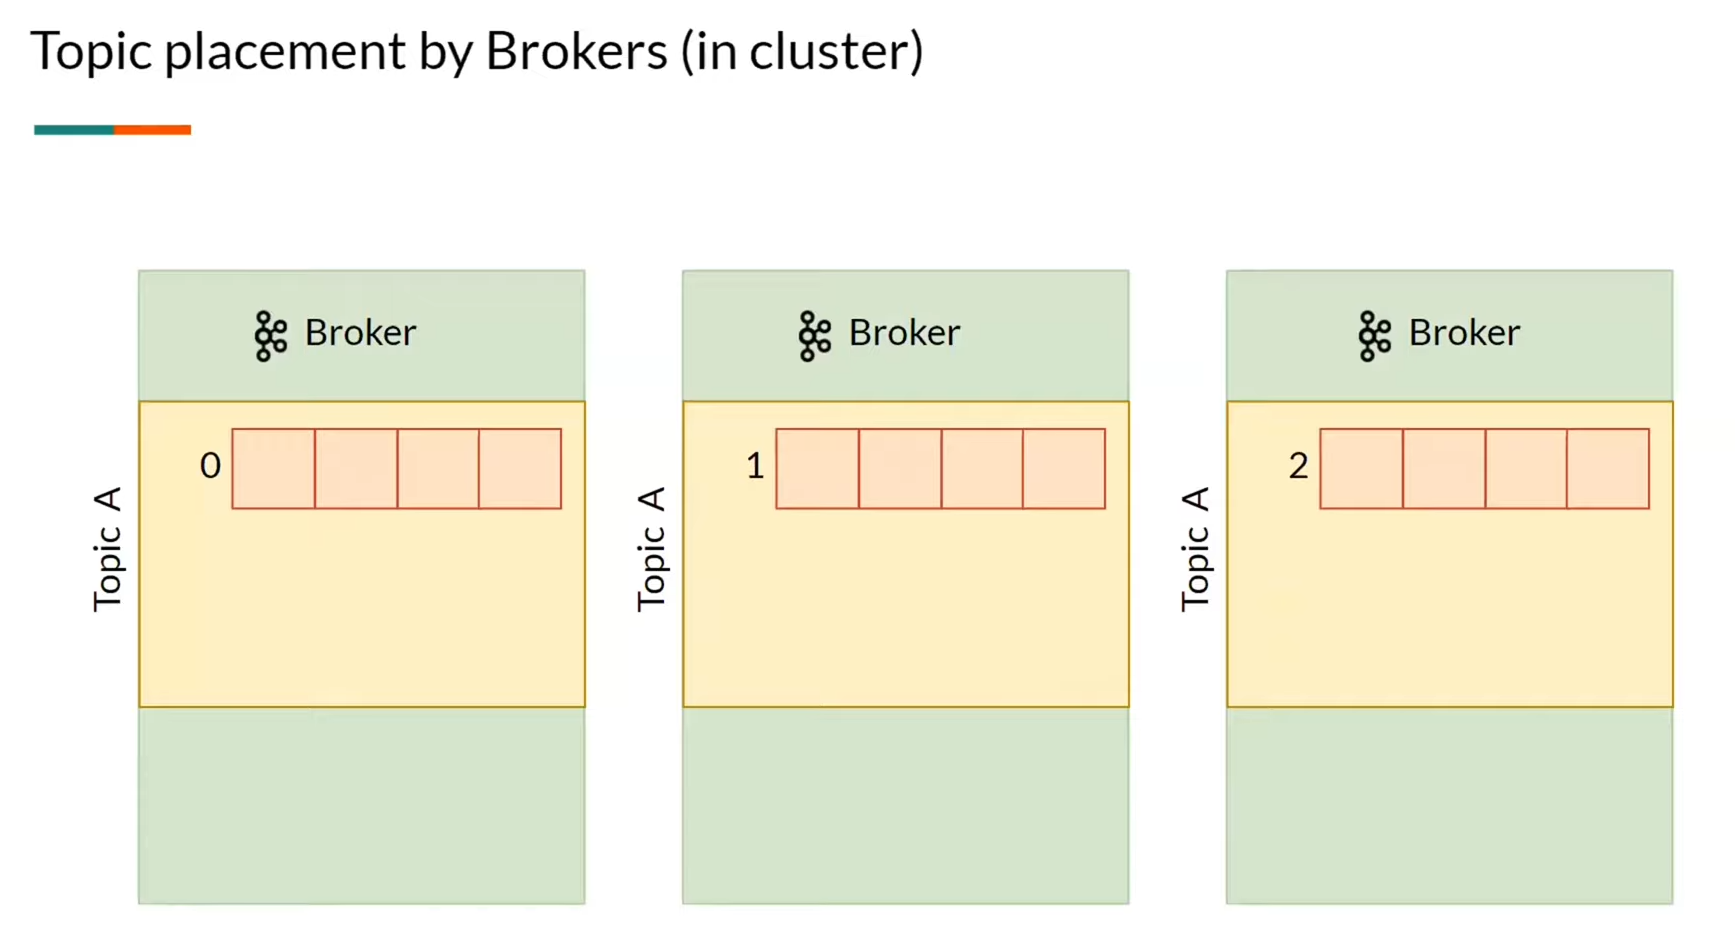 Topic placement by Brokers (in cluster)
Broker
Broker
Broker
Topic A
0
Topic A
1
Topic A
2